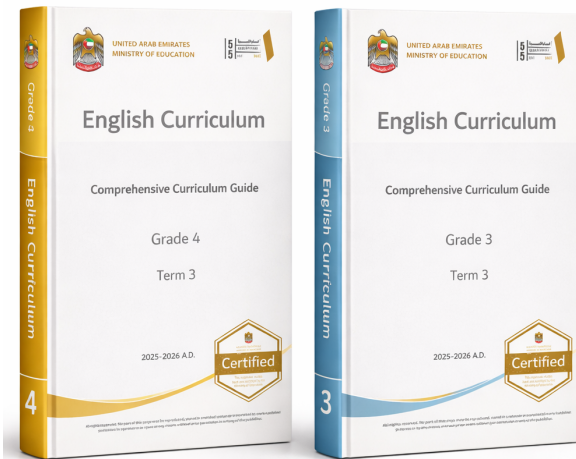 UNITED ARAB EMIRATES
MINISTRY OF EDUCATION
55
English Curriculum
Comprehensive Curriculum Guide
Grade 4
Term 3
2025-2026 A.D.
Certified
Grade 4
English Curriculum
4
UNITED ARAB EMIRATES
MINISTRY OF EDUCATION
55
English Curriculum
Comprehensive Curriculum Guide
Grade 3
Term 3
2025-2026 A.D.
Certified
Grade 3
English Curriculum
3